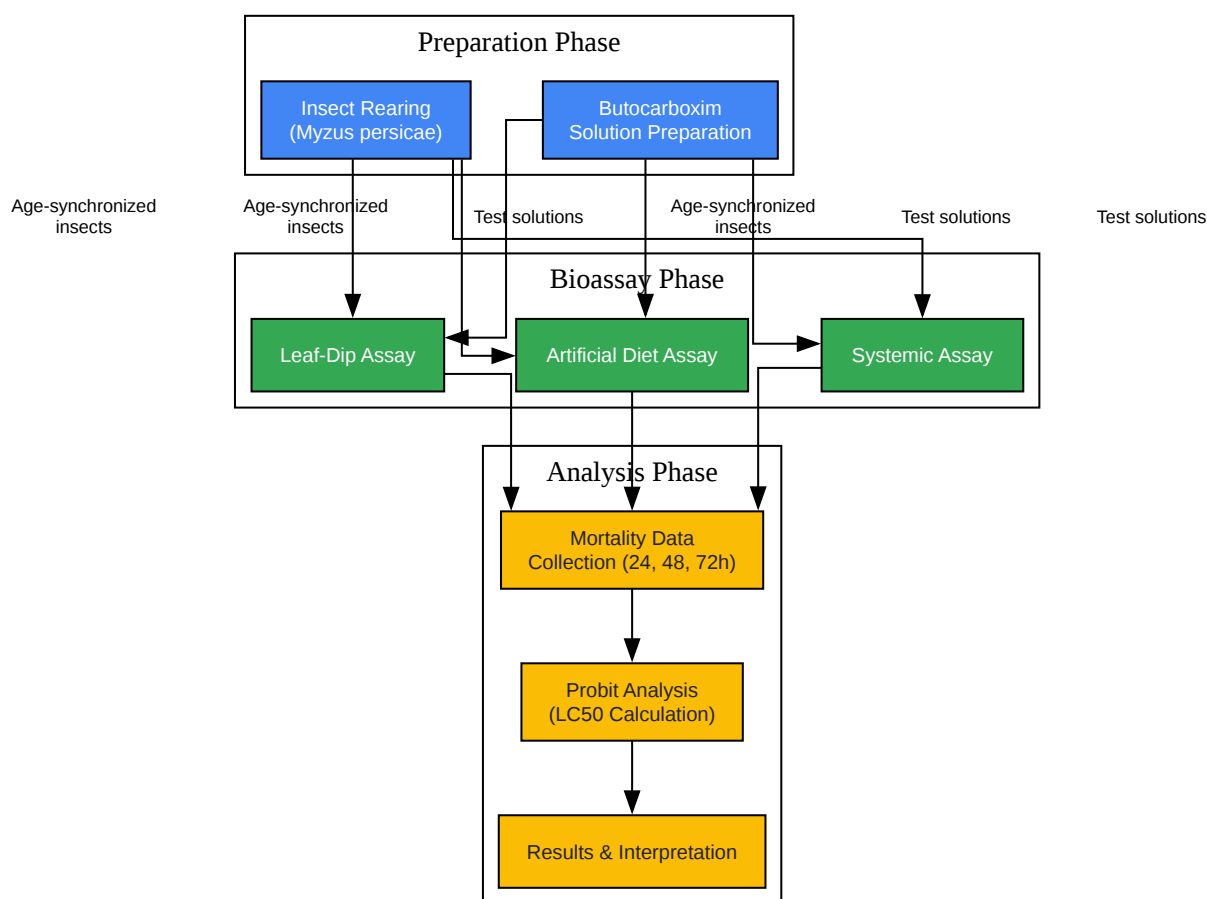 Preparation Phase
Insect Rearing
(Myzus persicae)
Butocarboxim
Solution Preparation
Age-synchronized
insects
Age-synchronized
insects
Test solutions
Age-synchronized
insects
Test solutions
Test solutions
Bioassay Phase
Leaf-Dip Assay
Artificial Diet Assay
Systemic Assay
Analysis Phase
Mortality Data
Collection (24, 48, 72h)
Probit Analysis
(LC50 Calculation)
Results & Interpretation